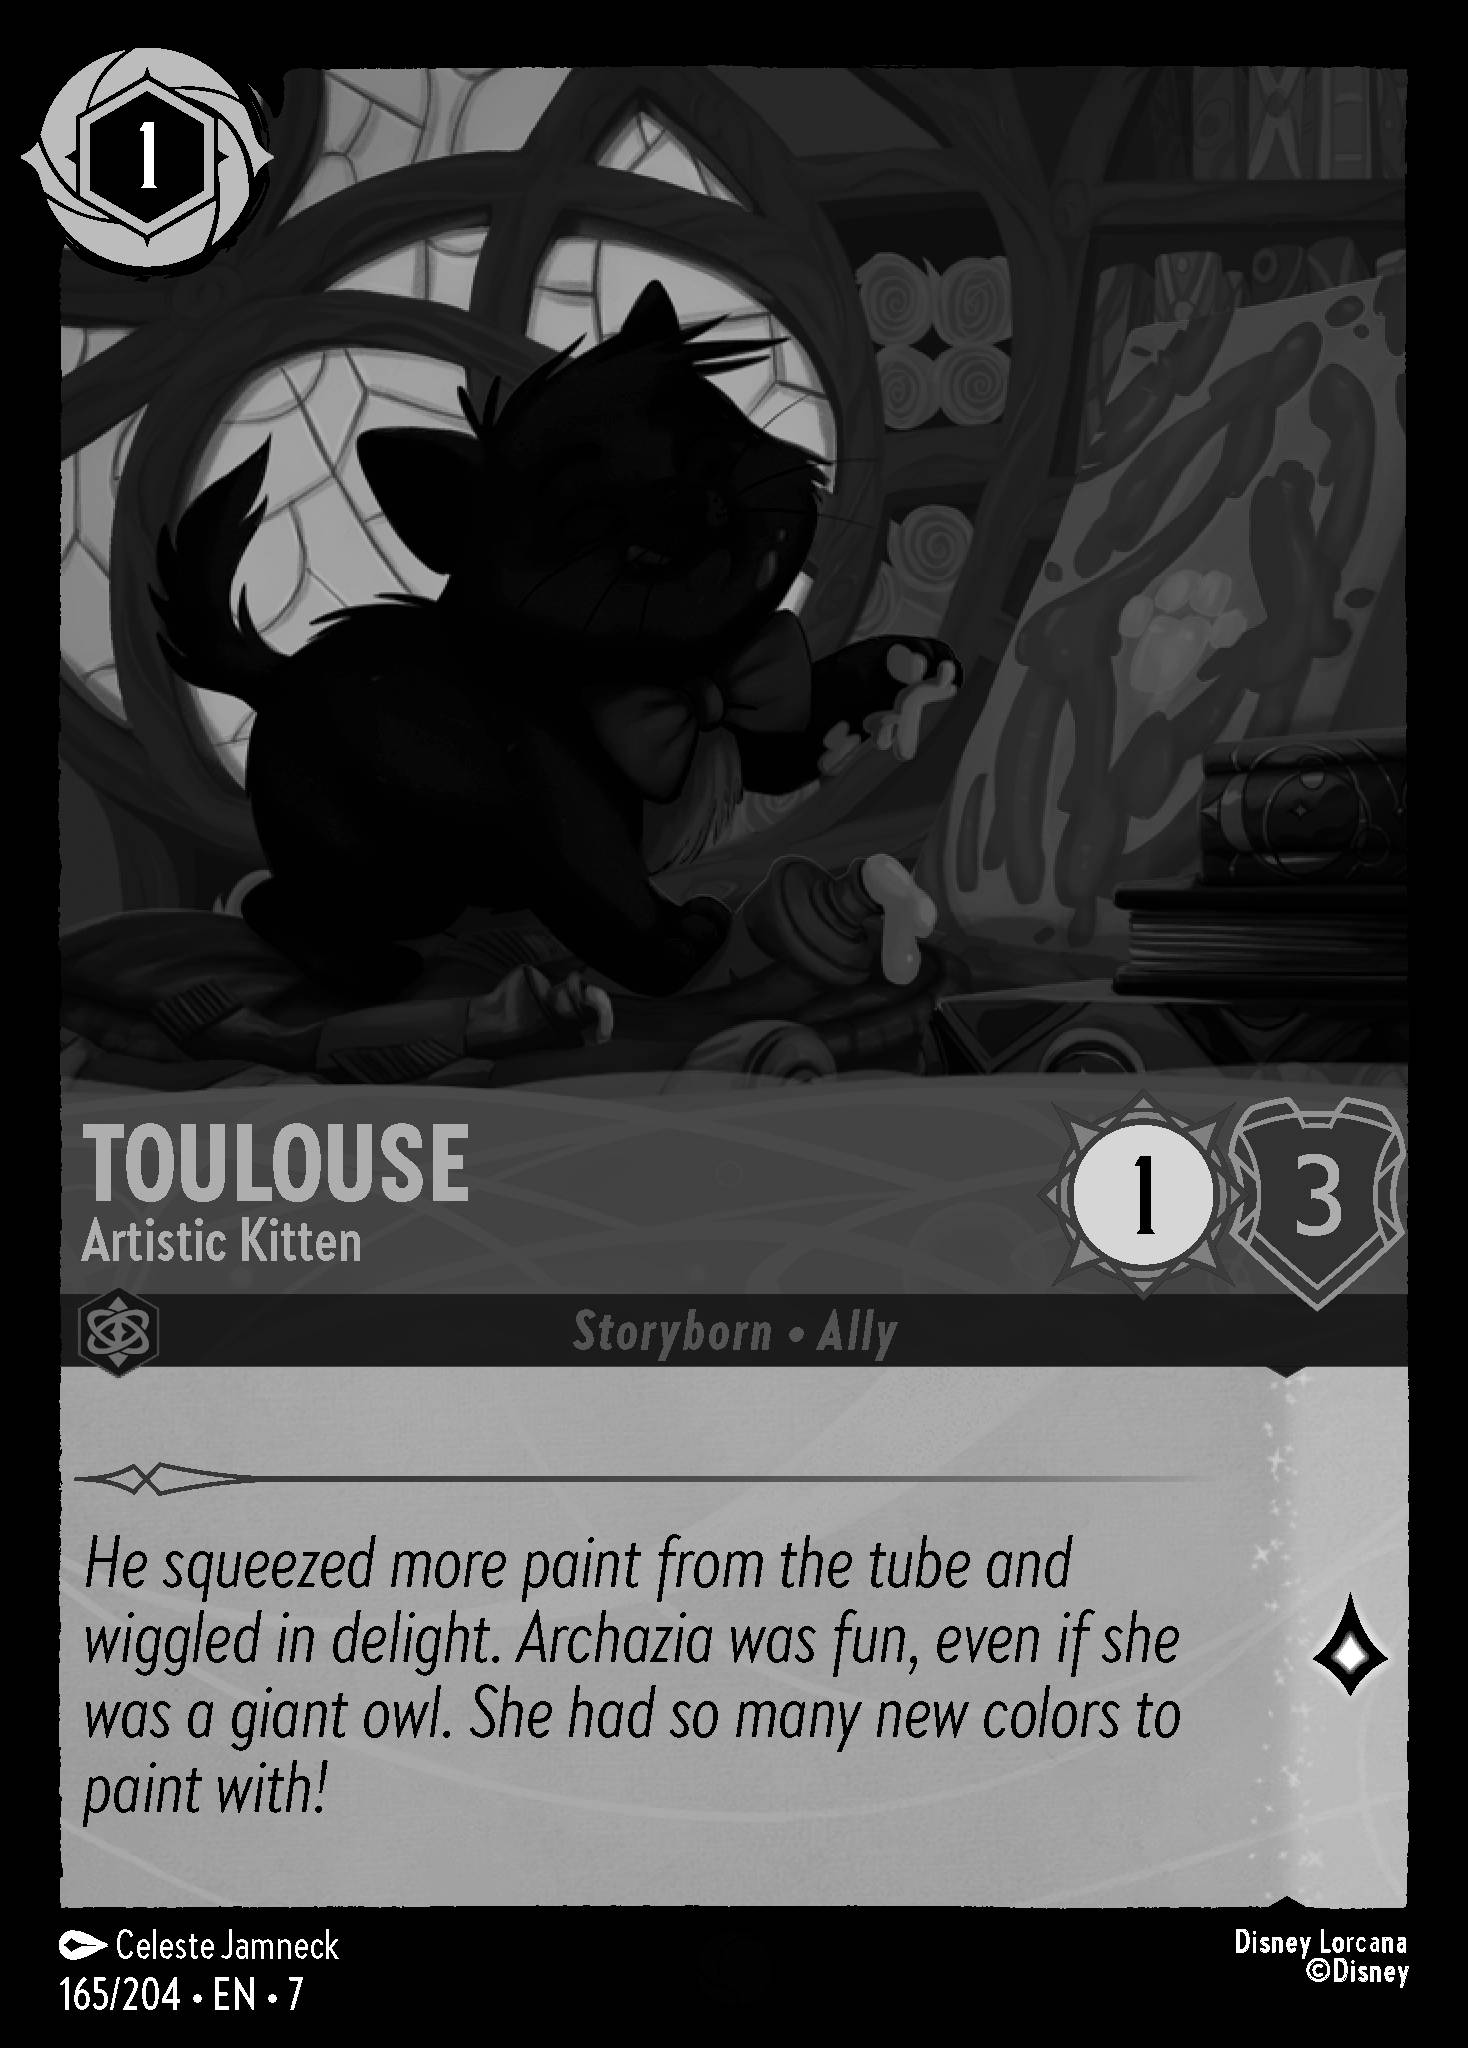 1
TOULOUSE
Artistic Kitten
1
3
Storyborn • Ally
He squeezed more paint from the tube and
wiggled in delight. Archazia was fun, even if she
was a giant owl. She had so many new colors to
paint with!
Celeste Jamneck
165/204 • EN • 7
Disney Lorcana
©Disney